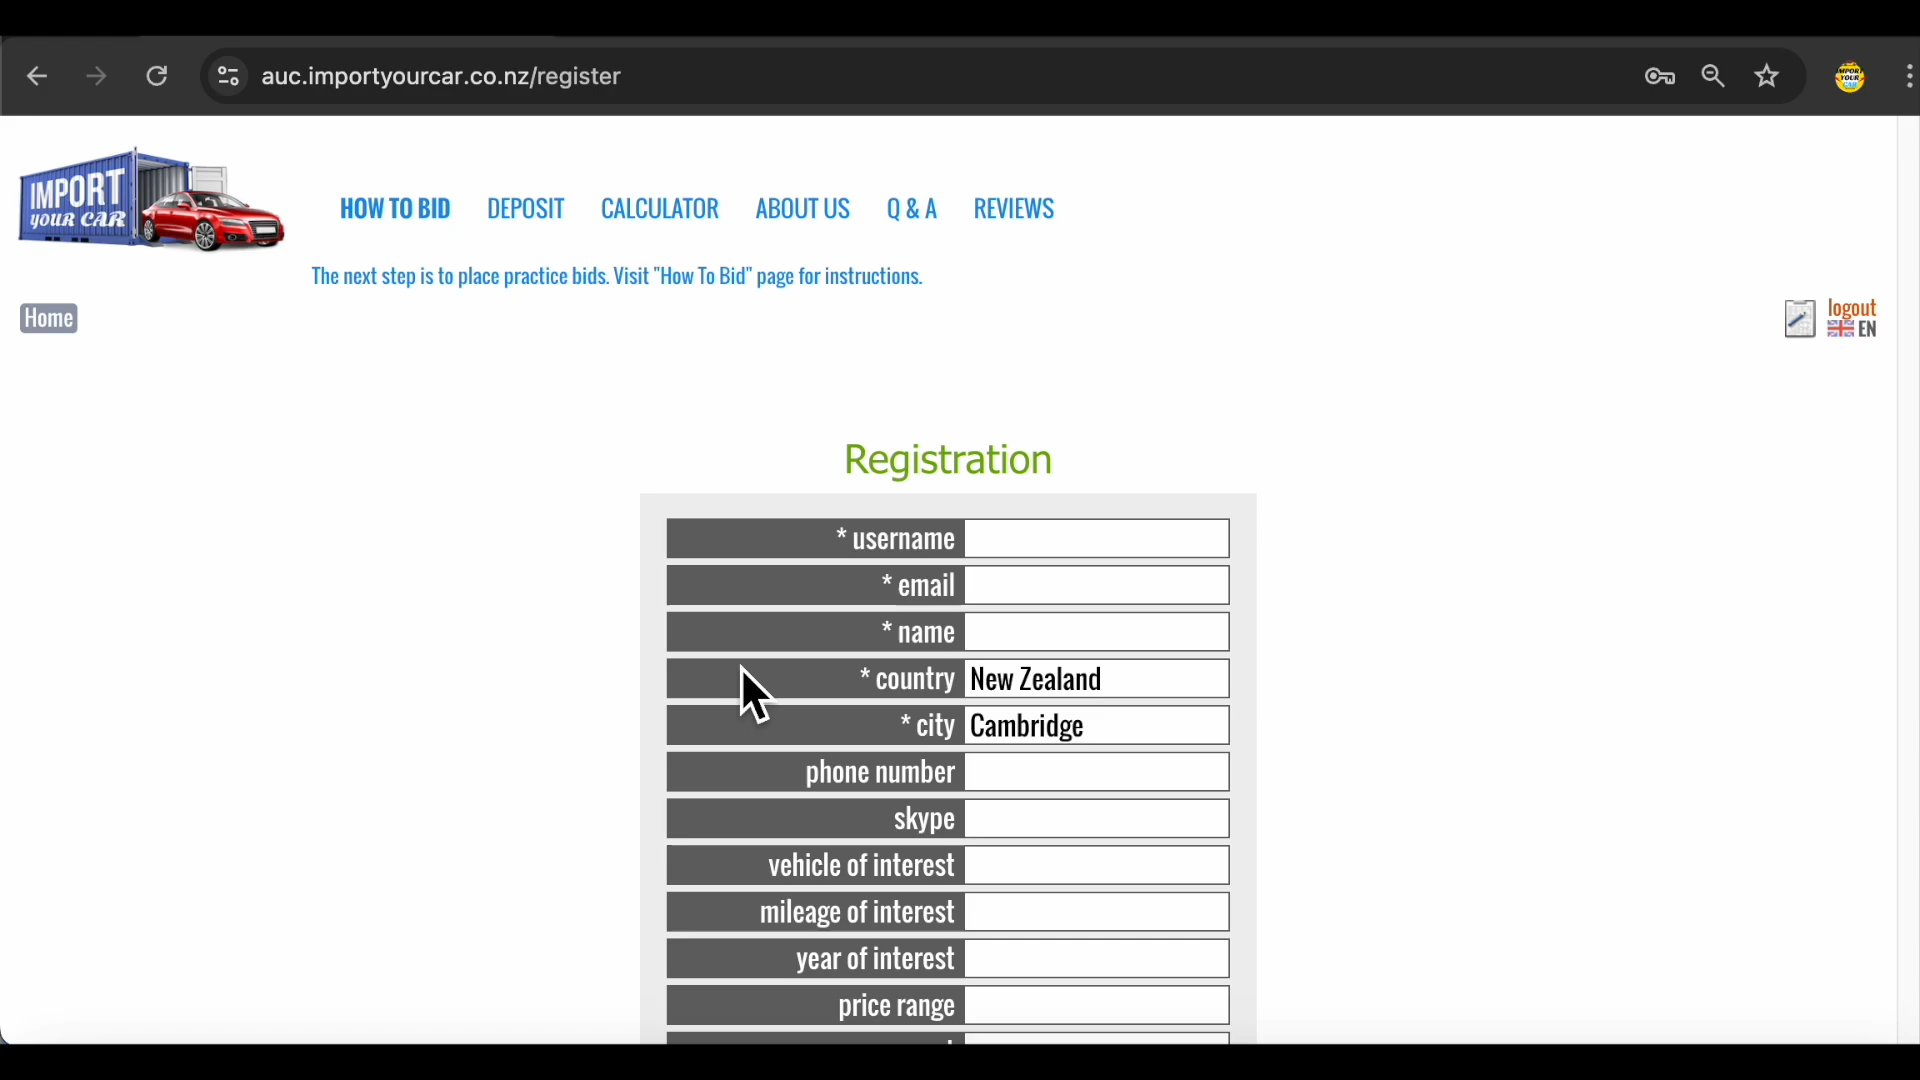 auc.importyourcar.co.nz/register
IMPORT
YOUR CAR
IMPORT
YOUR
CAR
HOW TO BID DEPOSIT CALCULATOR ABOUT US Q & A REVIEWS
The next step is to place practice bids. Visit "How To Bid" page for instructions.
Home
logout
EN
Registration
* username
* email
* name
* country New Zealand
* city Cambridge
phone number
skype
vehicle of interest
mileage of interest
year of interest
price range